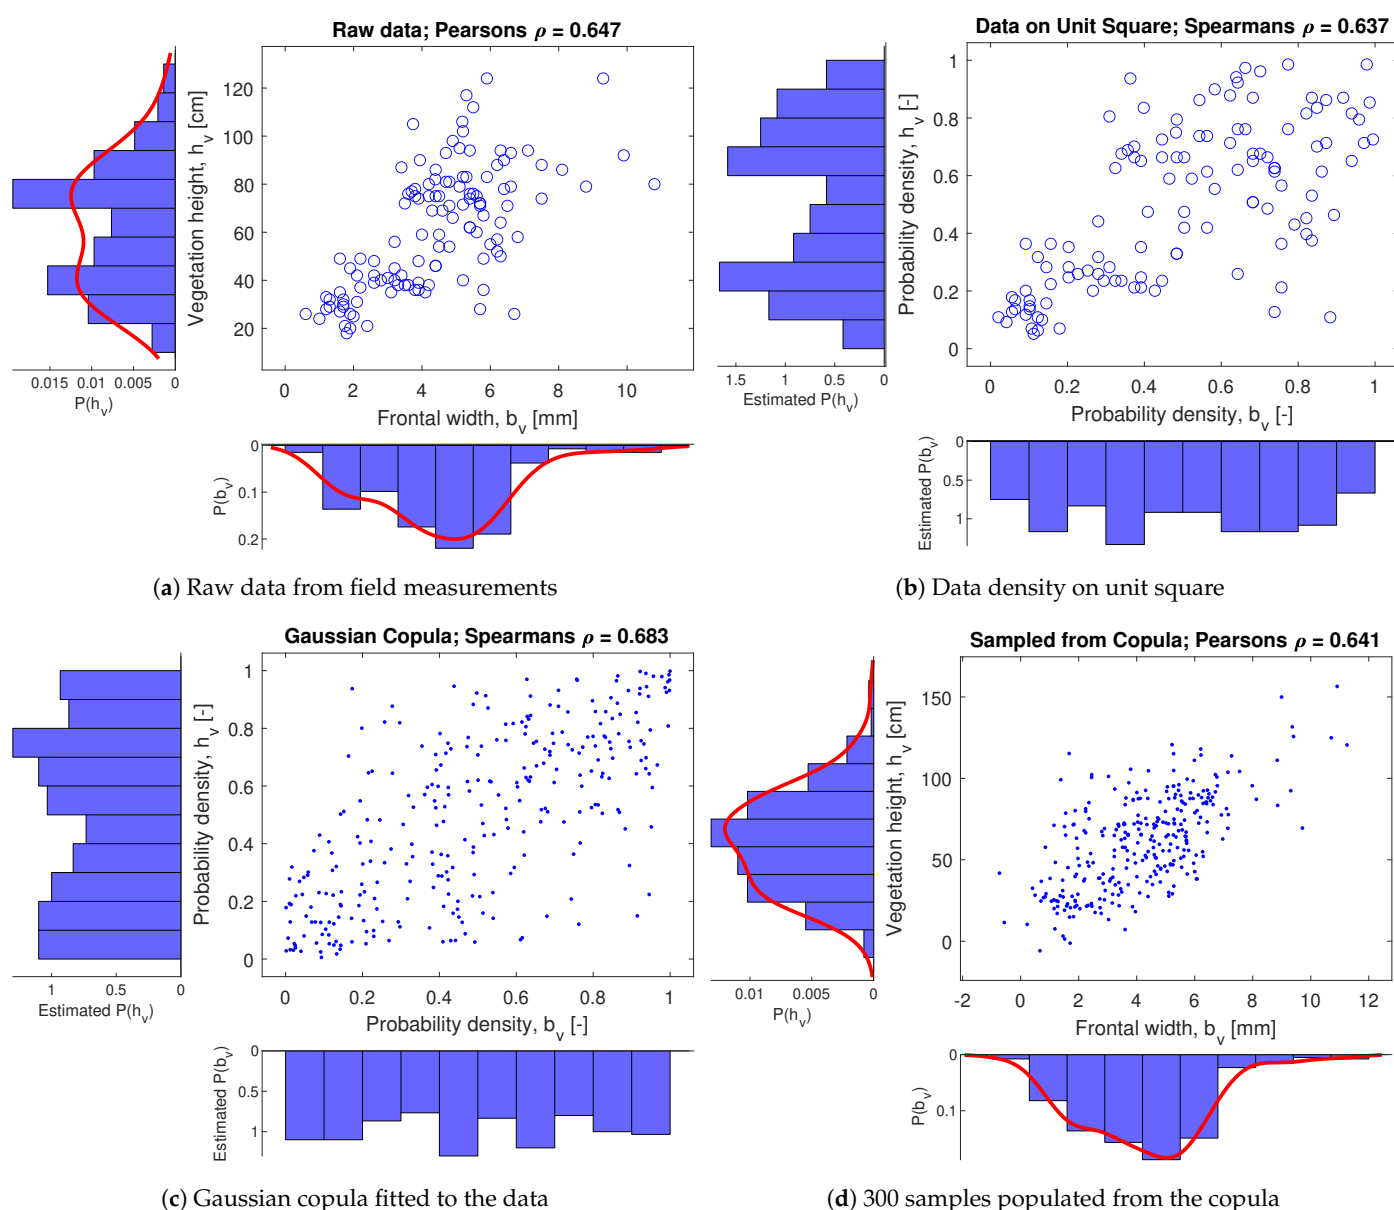 Raw data; Pearsons ρ = 0.647
120
100
80
60
40
20
Vegetation height, h_v [cm]
0.015 0.01 0.005 0
P(h_v)
0 2 4 6 8 10
Frontal width, b_v [mm]
0
0.1
0.2
P(b_v)
(a) Raw data from field measurements
Data on Unit Square; Spearmans ρ = 0.637
1
0.8
0.6
0.4
0.2
0
Probability density, h_v [-]
1.5 1 0.5 0
Estimated P(h_v)
0 0.2 0.4 0.6 0.8 1
Probability density, b_v [-]
0
0.5
1
Estimated P(b_v)
(b) Data density on unit square
Gaussian Copula; Spearmans ρ = 0.683
1
0.8
0.6
0.4
0.2
0
Probability density, h_v [-]
1 0.5 0
Estimated P(h_v)
0 0.2 0.4 0.6 0.8 1
Probability density, b_v [-]
0
0.5
1
Estimated P(b_v)
(c) Gaussian copula fitted to the data
Sampled from Copula; Pearsons ρ = 0.641
150
100
50
0
Vegetation height, h_v [cm]
0.01 0.005 0
P(h_v)
-2 0 2 4 6 8 10 12
Frontal width, b_v [mm]
0
0.1
P(b_v)
(d) 300 samples populated from the copula